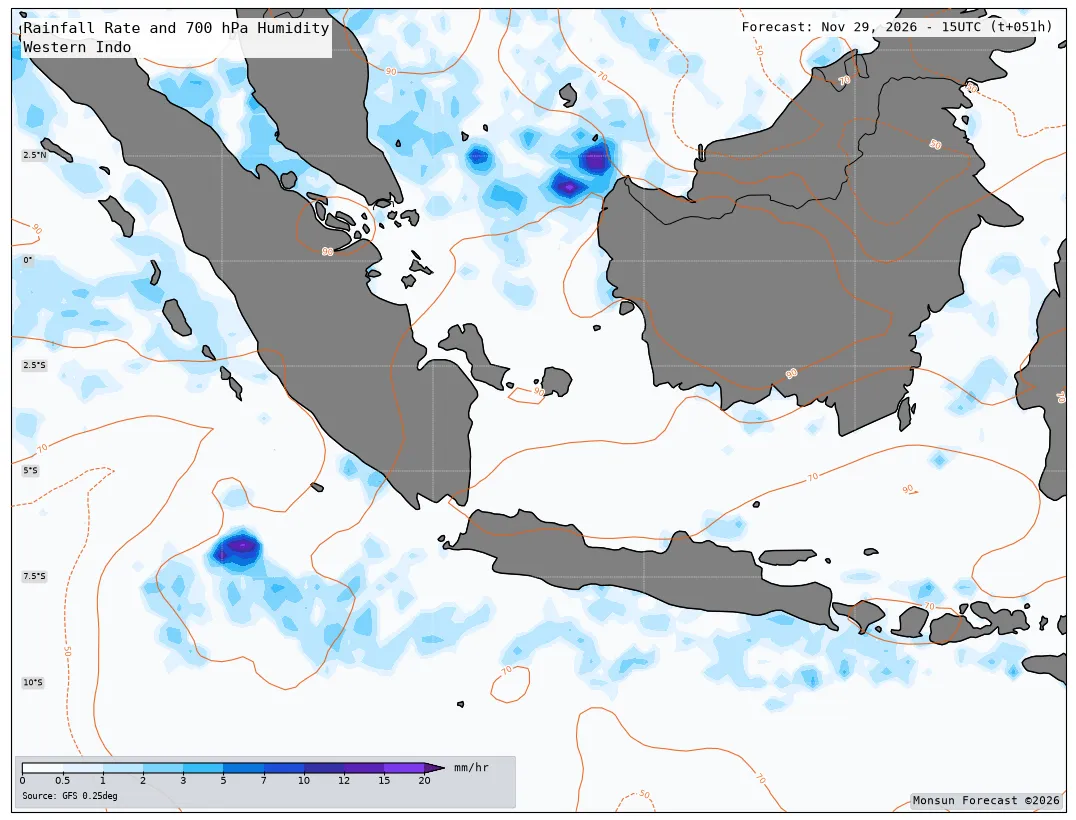 Rainfall Rate and 700 hPa Humidity
Western Indo
Forecast: Nov 29, 2026 - 15UTC (t+051h)
90
70
50
70
50
2.5°N
90
90
0°
2.5°S
90
90
70
70
5°S
70
90
7.5°S
70
50
10°S
70
70
50
0 0.5 1 2 3 5 7 10 12 15 20 mm/hr
Source: GFS 0.25deg
Monsun Forecast ©2026